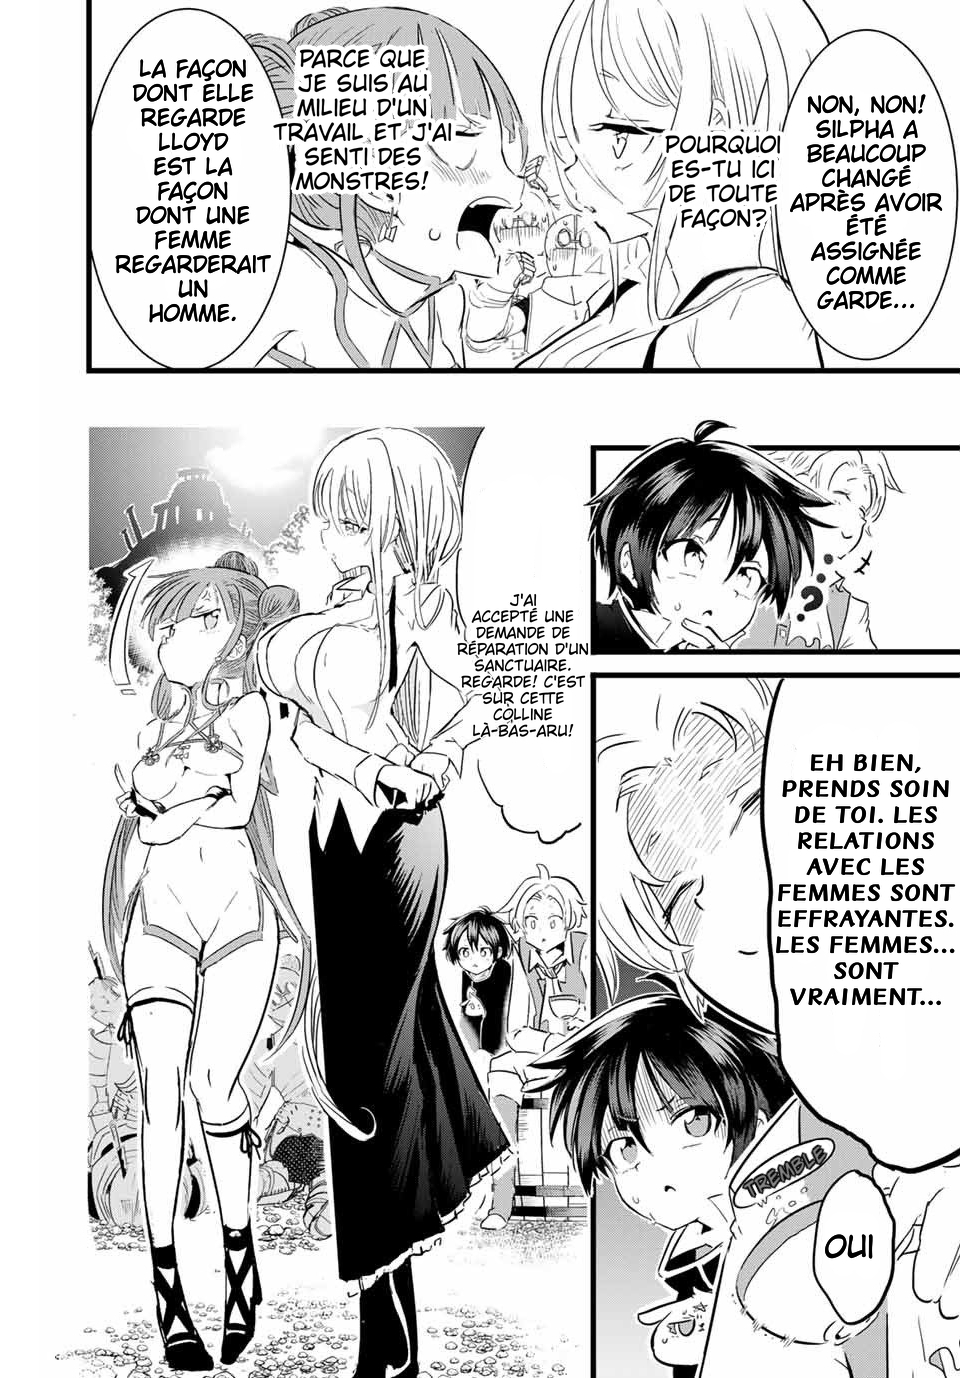 NON, NON!
SILPHA A
BEAUCOUP
CHANGÉ
APRÈS AVOIR
ÉTÉ
ASSIGNÉE
COMME
GARDE...
POURQUOI
ES-TU ICI
DE TOUTE
FAÇON?
PARCE QUE
JE SUIS AU
MILIEU D'UN
TRAVAIL ET J'AI
SENTI DES
MONSTRES!
LA FAÇON
DONT ELLE
REGARDE
LLOYD
EST LA
FAÇON
DONT UNE
FEMME
REGARDERAIT
UN
HOMME.
?
J'AI
ACCEPTÉ UNE
DEMANDE DE
RÉPARATION D'UN
SANCTUAIRE.
REGARDE! C'EST
SUR CETTE
COLLINE
LÀ-BAS-ARU!
EH BIEN,
PRENDS SOIN
DE TOI. LES
RELATIONS
AVEC LES
FEMMES SONT
EFFRAYANTES.
LES FEMMES...
SONT
VRAIMENT...
TREMBLE
OUI